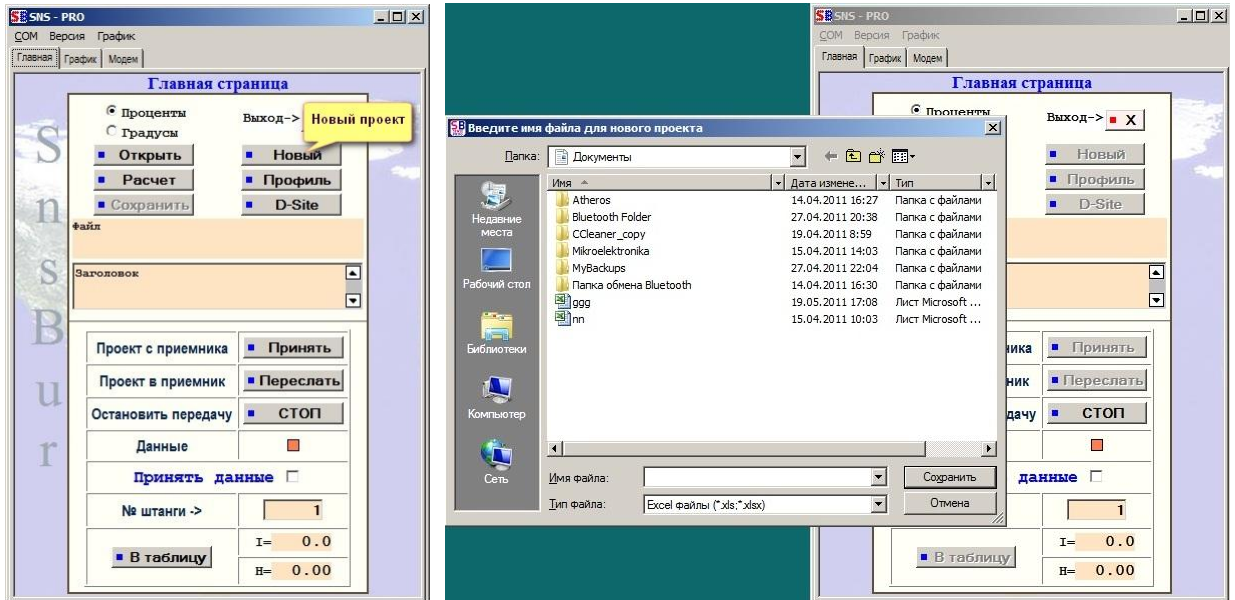 SNS - PRO
COM Версия График
Главная График Модем
Главная страница
Проценты
Градусы
Выход->
Новый проект
Открыть Новый
Расчет Профиль
Сохранить D-Site
Файл
Заголовок
Проект с приемника Принять
Проект в приемник Переслать
Остановить передачу СТОП
Данные
Принять данные
№ штанги -> 1
В таблицу
I= 0.0
H= 0.00
S
n
S
B
u
r
Введите имя файла для нового проекта
Папка: Документы
Недавние места
Рабочий стол
Библиотеки
Компьютер
Сеть
Имя Дата измене... Тип
Atheros 14.04.2011 16:27 Папка с файлами
Bluetooth Folder 27.04.2011 20:38 Папка с файлами
CCleaner_copy 19.04.2011 8:59 Папка с файлами
Mikroelektronika 15.04.2011 14:03 Папка с файлами
MyBackups 27.04.2011 22:04 Папка с файлами
Папка обмена Bluetooth 14.04.2011 16:30 Папка с файлами
ggg 19.05.2011 17:08 Лист Microsoft ...
nn 15.04.2011 10:03 Лист Microsoft ...
Имя файла: Сохранить
Тип файла: Excel файлы (*.xls;*.xlsx) Отмена
SNS - PRO
COM Версия График
Главная График Модем
Главная страница
Проценты
Выход-> X
Новый
Профиль
D-Site
ика Принять
ник Переслать
дачу СТОП
данные
1
В таблицу
I= 0.0
H= 0.00